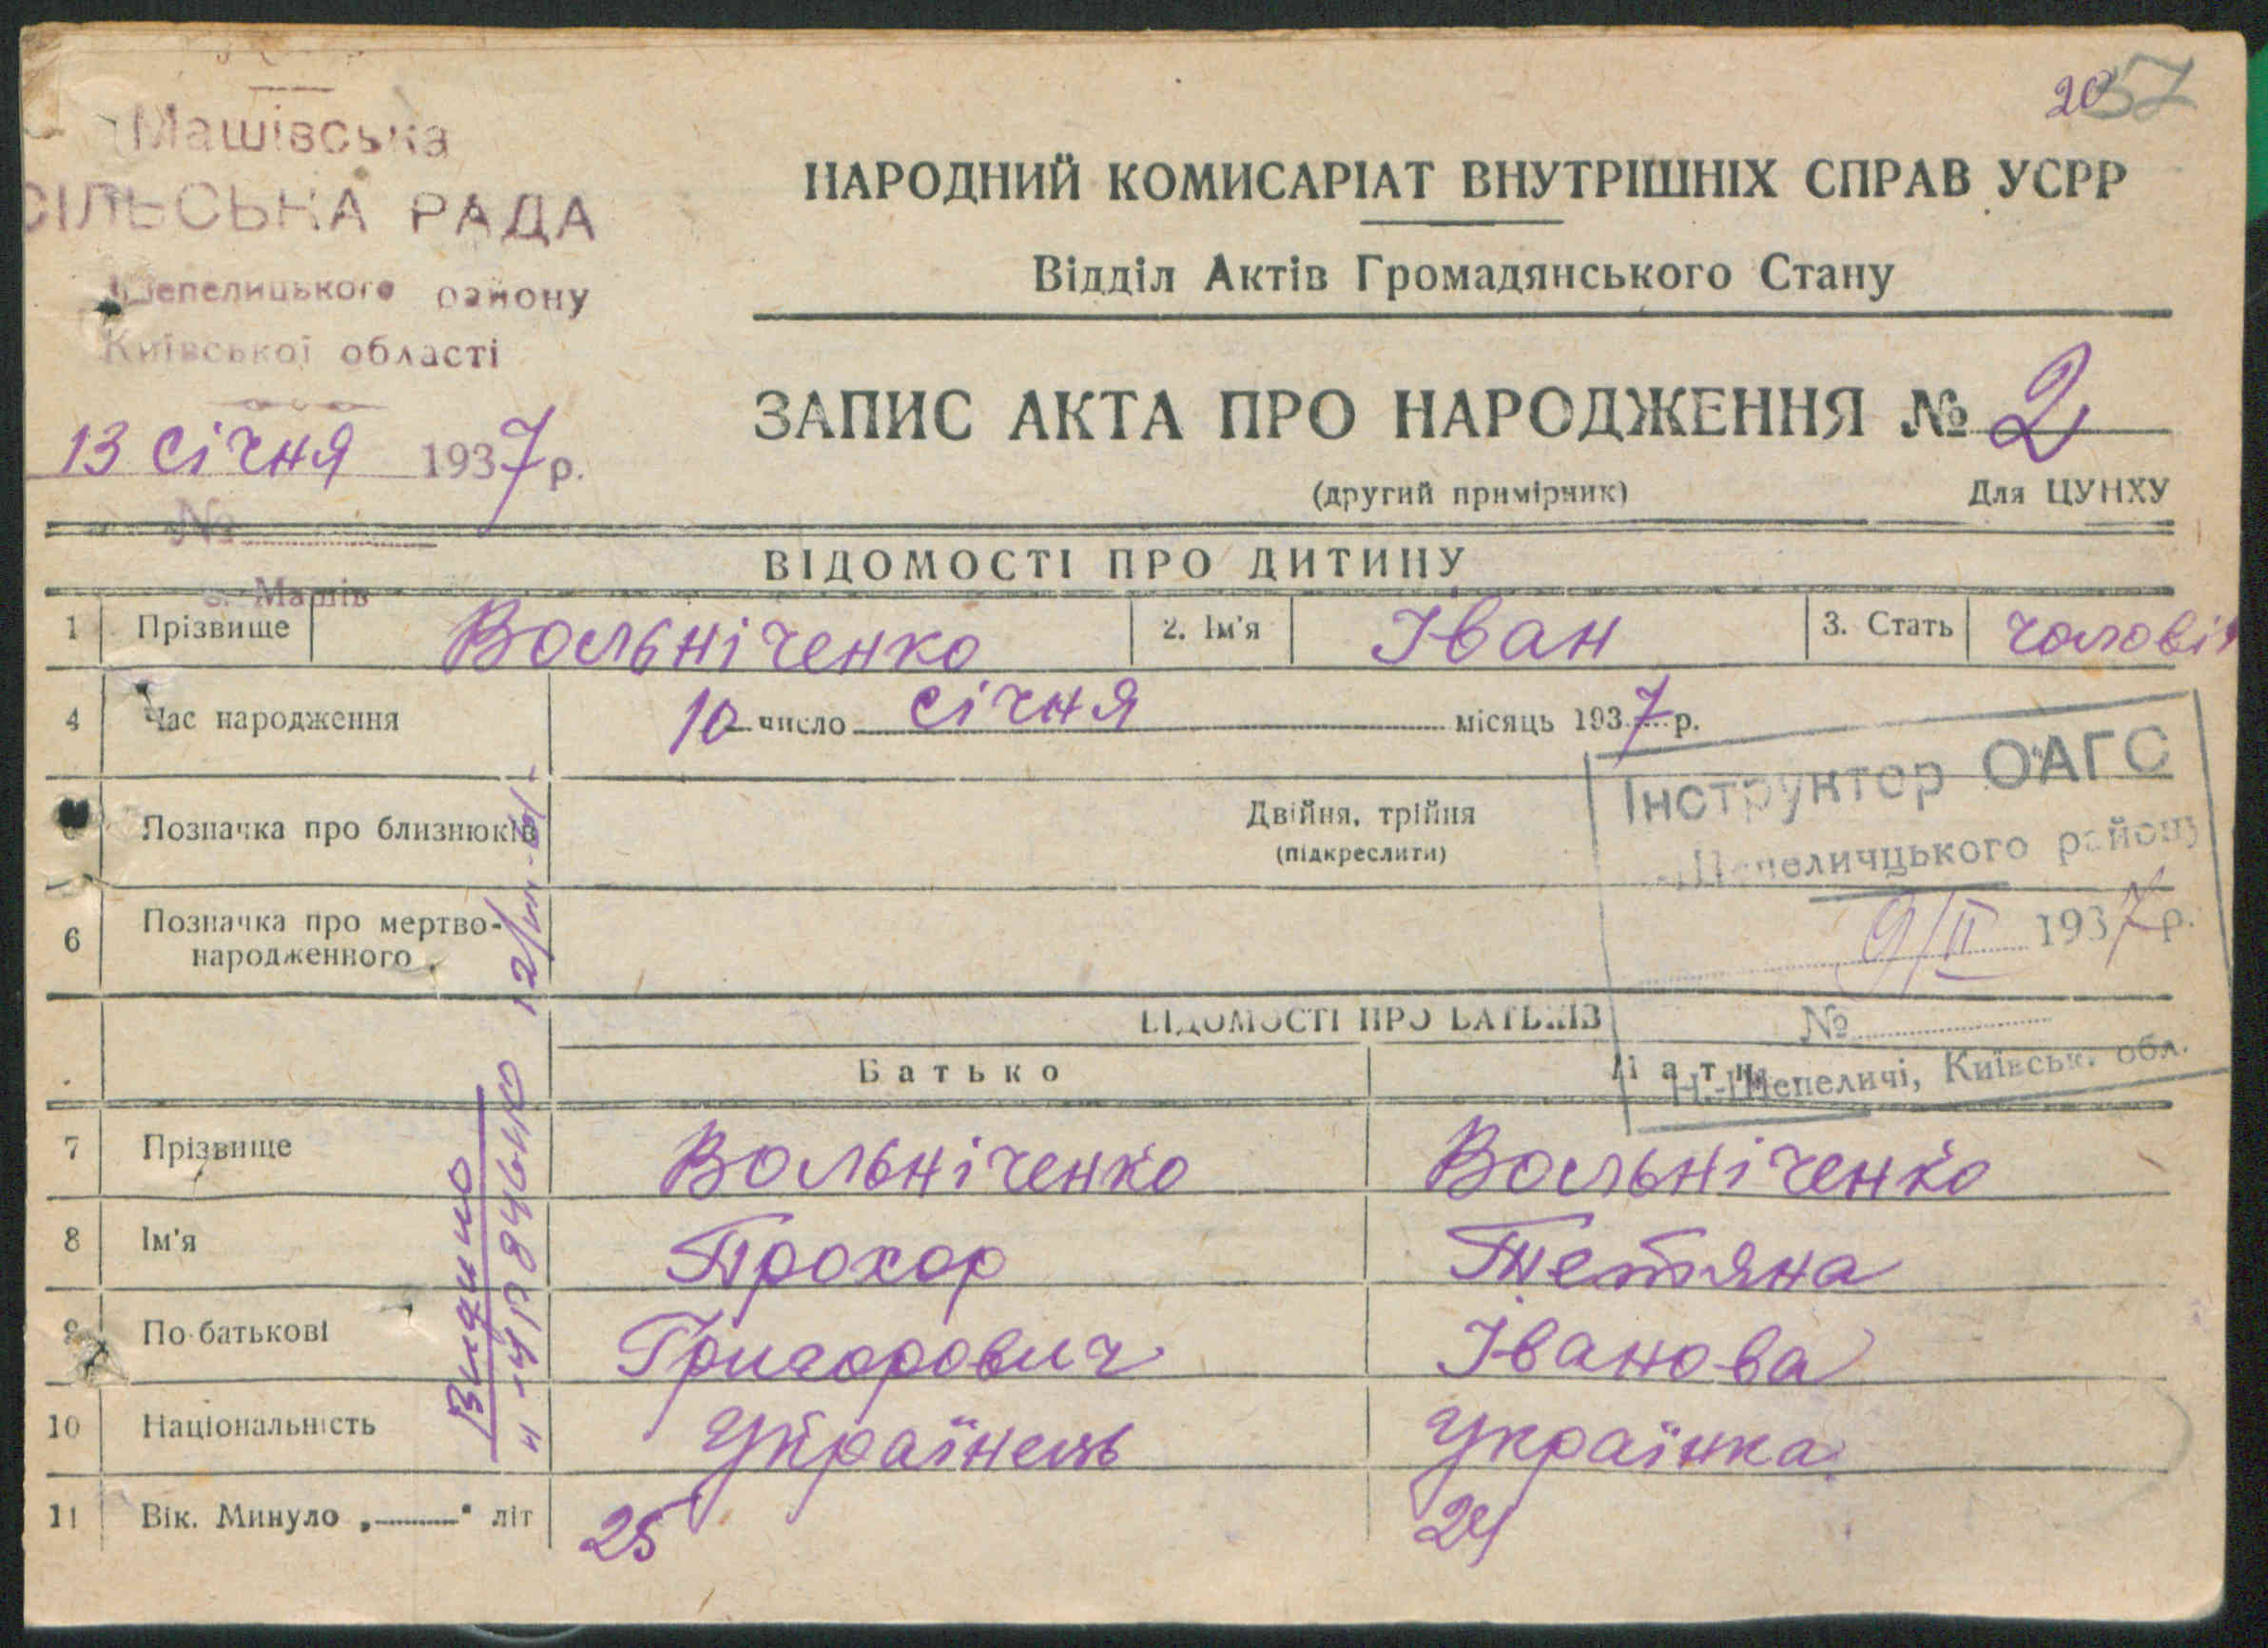 20 57
Машівська
СІЛЬСЬКА РАДА
Шепелицького району
Київської області
13 січня 1937 р.
№
с. Машів
НАРОДНИЙ КОМИСАРІАТ ВНУТРІШНІХ СПРАВ УСРР
Відділ Актів Громадянського Стану
ЗАПИС АКТА ПРО НАРОДЖЕННЯ № 2
(другий примірник) Для ЦУНХУ
ВІДОМОСТІ ПРО ДИТИНУ
1 Прізвище Вольніченко 2. Ім'я Іван 3. Стать чоловік
4 Час народження 10 число січня місяць 1937 р.
Позначка про близнюків Двійня, трійня
(підкреслити)
6 Позначка про мертво-
народженного
Інструктор ОАГС
Шепеличцького району
9/II 1937 р.
№
Н.-Шепеличі, Київськ. обл.
ВІДОМОСТІ ПРО БАТЬКІВ
Батько Мати
7 Прізвище Вольніченко Вольніченко
8 Ім'я Прохор Тетяна
9 По батькові Григорович Іванова
10 Національність Українець Українка
11 Вік. Минуло „ “ літ 25 24